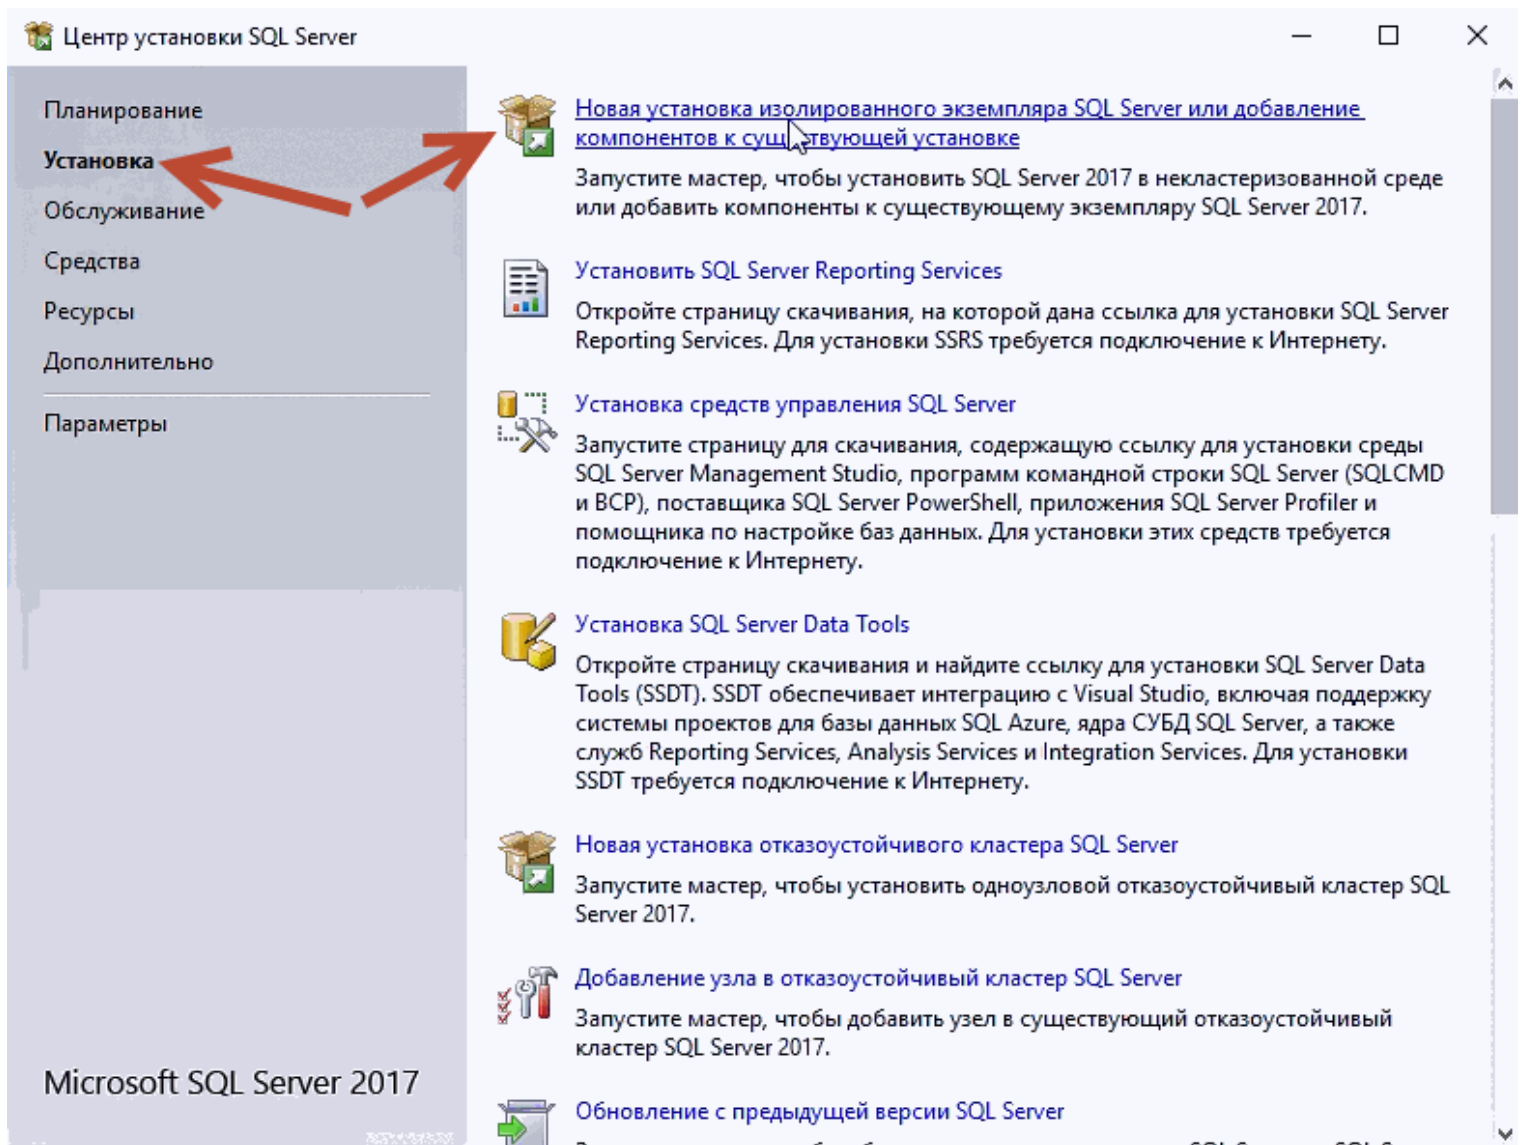 Центр установки SQL Server
Планирование
Установка
Обслуживание
Средства
Ресурсы
Дополнительно
Параметры
Microsoft SQL Server 2017
Новая установка изолированного экземпляра SQL Server или добавление
компонентов к существующей установке
Запустите мастер, чтобы установить SQL Server 2017 в некластеризованной среде
или добавить компоненты к существующему экземпляру SQL Server 2017.
Установить SQL Server Reporting Services
Откройте страницу скачивания, на которой дана ссылка для установки SQL Server
Reporting Services. Для установки SSRS требуется подключение к Интернету.
Установка средств управления SQL Server
Запустите страницу для скачивания, содержащую ссылку для установки среды
SQL Server Management Studio, программ командной строки SQL Server (SQLCMD
и BCP), поставщика SQL Server PowerShell, приложения SQL Server Profiler и
помощника по настройке баз данных. Для установки этих средств требуется
подключение к Интернету.
Установка SQL Server Data Tools
Откройте страницу скачивания и найдите ссылку для установки SQL Server Data
Tools (SSDT). SSDT обеспечивает интеграцию с Visual Studio, включая поддержку
системы проектов для базы данных SQL Azure, ядра СУБД SQL Server, а также
служб Reporting Services, Analysis Services и Integration Services. Для установки
SSDT требуется подключение к Интернету.
Новая установка отказоустойчивого кластера SQL Server
Запустите мастер, чтобы установить одноузловой отказоустойчивый кластер SQL
Server 2017.
Добавление узла в отказоустойчивый кластер SQL Server
Запустите мастер, чтобы добавить узел в существующий отказоустойчивый
кластер SQL Server 2017.
Обновление с предыдущей версии SQL Server